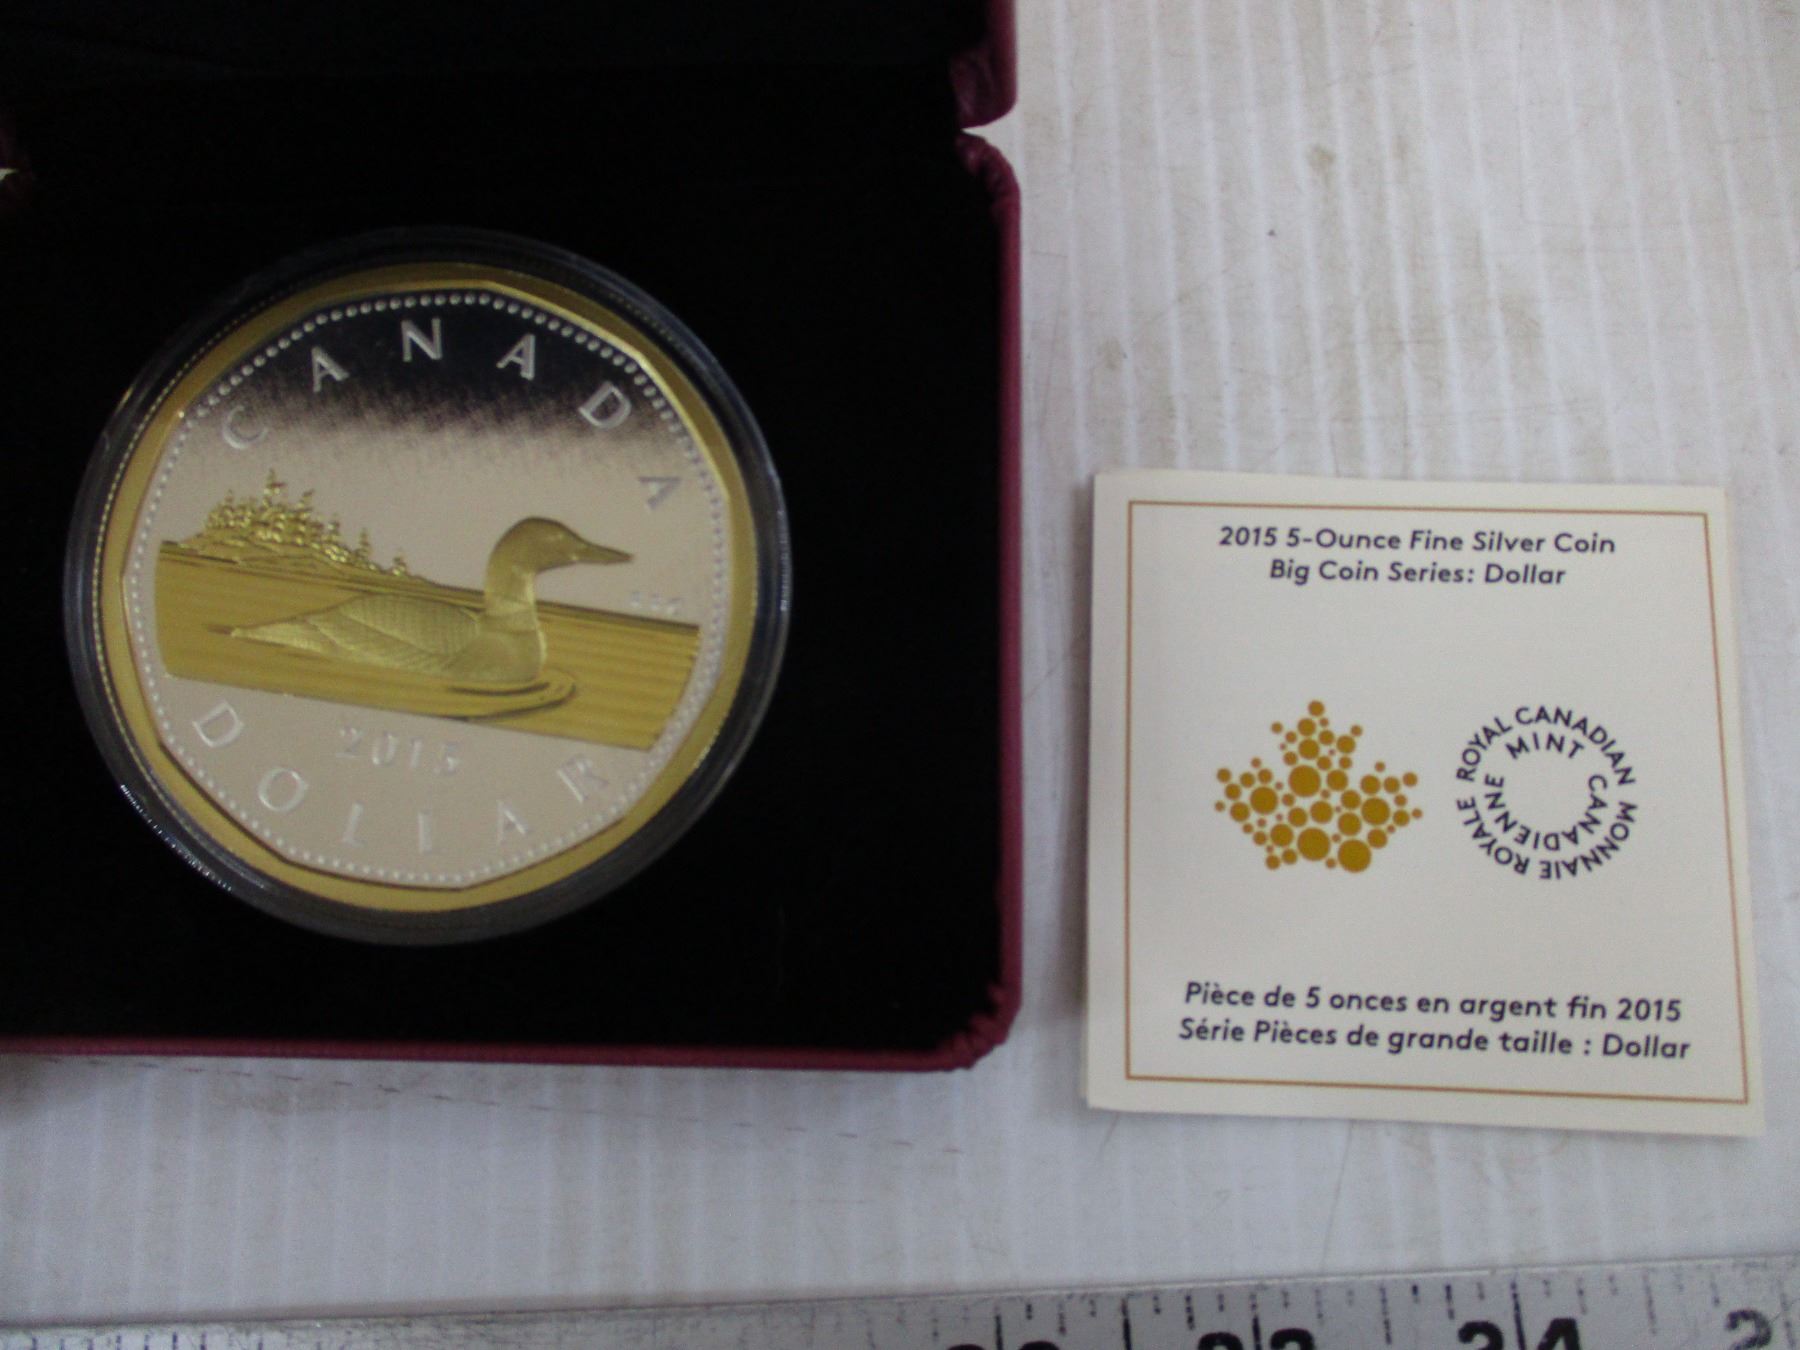 CANADA
2015
DOLLAR
2015 5-Ounce Fine Silver Coin
Big Coin Series: Dollar
ROYAL CANADIAN MINT
MONNAIE ROYALE CANADIENNE
Pièce de 5 onces en argent fin 2015
Série Pièces de grande taille : Dollar